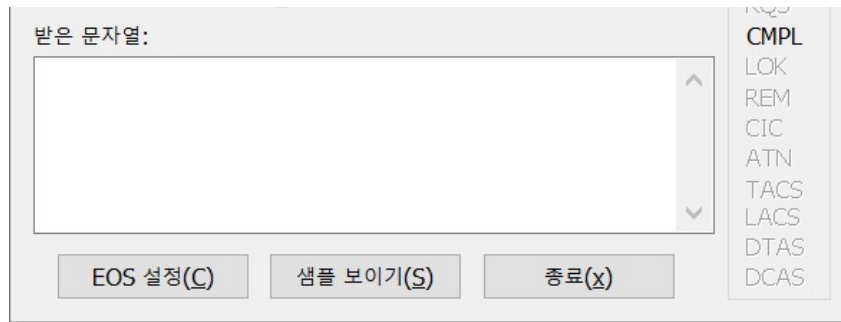 받은 문자열:
CMPL
LOK
REM
CIC
ATN
TACS
LACS
DTAS
DCAS
EOS 설정(C)
샘플 보이기(S)
종료(x)